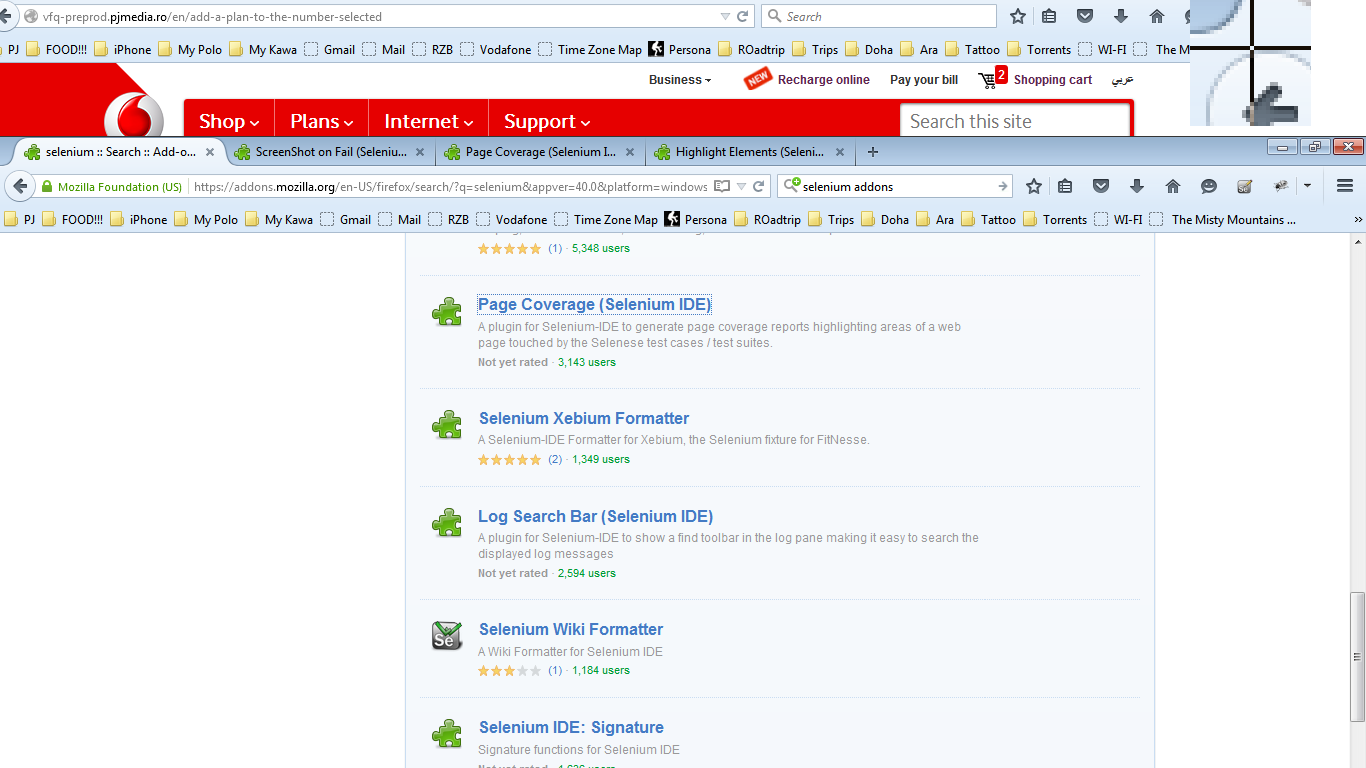 vfq-preprod.pjmedia.ro/en/add-a-plan-to-the-number-selected
Search
PJ FOOD!!! iPhone My Polo My Kawa Gmail Mail RZB Vodafone Time Zone Map Persona ROadtrip Trips Doha Ara Tattoo Torrents WI-FI The M
Business NEW Recharge online Pay your bill 2 Shopping cart عربي
Shop Plans Internet Support Search this site
selenium :: Search :: Add-o... ScreenShot on Fail (Seleniu... Page Coverage (Selenium I... Highlight Elements (Seleni...
Mozilla Foundation (US) https://addons.mozilla.org/en-US/firefox/search/?q=selenium&appver=40.0&platform=windows selenium addons
PJ FOOD!!! iPhone My Polo My Kawa Gmail Mail RZB Vodafone Time Zone Map Persona ROadtrip Trips Doha Ara Tattoo Torrents WI-FI The Misty Mountains ...
(1) · 5,348 users
Page Coverage (Selenium IDE)
A plugin for Selenium-IDE to generate page coverage reports highlighting areas of a web
page touched by the Selenese test cases / test suites.
Not yet rated · 3,143 users
Selenium Xebium Formatter
A Selenium-IDE Formatter for Xebium, the Selenium fixture for FitNesse.
(2) · 1,349 users
Log Search Bar (Selenium IDE)
A plugin for Selenium-IDE to show a find toolbar in the log pane making it easy to search the
displayed log messages
Not yet rated · 2,594 users
Se
Selenium Wiki Formatter
A Wiki Formatter for Selenium IDE
(1) · 1,184 users
Selenium IDE: Signature
Signature functions for Selenium IDE